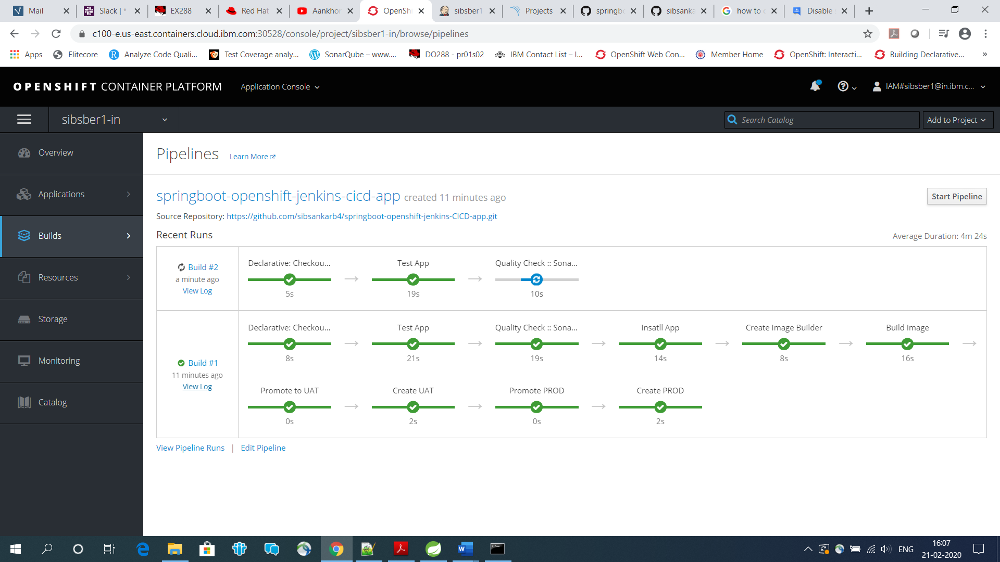 Mail
Slack | *
EX288
Red Hat
Aankhon
OpenShi
sibsber1
Projects
springbo
sibsanka
how to c
Disable
c100-e.us-east.containers.cloud.ibm.com:30528/console/project/sibsber1-in/browse/pipelines
Apps
Elitecore
Analyze Code Quali...
Test Coverage analy...
SonarQube – www....
DO288 - pr01s02
IBM Contact List – I...
OpenShift Web Con...
Member Home
OpenShift: Interacti...
Building Declarative...
»
OPENSHIFT CONTAINER PLATFORM
Application Console
IAM#sibsber1@in.ibm.c...
sibsber1-in
Search Catalog
Add to Project
Overview
Applications
Builds
Resources
Storage
Monitoring
Catalog
Pipelines
Learn More
springboot-openshift-jenkins-cicd-app created 11 minutes ago
Start Pipeline
Source Repository: https://github.com/sibsankarb4/springboot-openshift-jenkins-CICD-app.git
Recent Runs
Average Duration: 4m 24s
Build #2
a minute ago
View Log
Declarative: Checkou...
Test App
Quality Check :: Sona...
5s
19s
10s
Build #1
11 minutes ago
View Log
Declarative: Checkou...
Test App
Quality Check :: Sona...
Insatll App
Create Image Builder
Build Image
8s
21s
19s
14s
8s
16s
Promote to UAT
Create UAT
Promote PROD
Create PROD
0s
2s
0s
2s
View Pipeline Runs | Edit Pipeline
ENG
16:07
21-02-2020